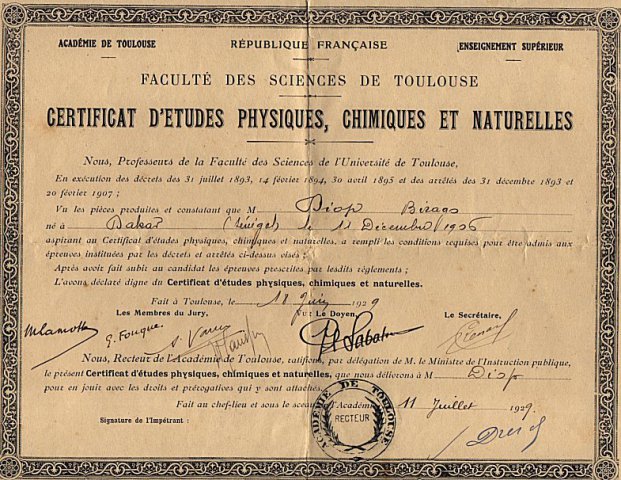 ACADÉMIE DE TOULOUSE
RÉPUBLIQUE FRANÇAISE
ENSEIGNEMENT SUPÉRIEUR
FACULTÉ DES SCIENCES DE TOULOUSE
CERTIFICAT D'ETUDES PHYSIQUES, CHIMIQUES ET NATURELLES
Nous, Professeurs de la Faculté des Sciences de l'Université de Toulouse,
En exécution des décrets des 31 juillet 1893, 14 février 1894, 30 avril 1895 et des arrêtés des 31 décembre 1893 et
20 février 1907 ;
Vu les pièces produites et constatant que M Diop Birago
né à Dakar (Sénégal) le 11 Décembre 1906
aspirant au Certificat d'études physiques, chimiques et naturelles, a rempli les conditions requises pour être admis aux
épreuves instituées par les décrets et arrêtés ci-dessus visés ;
Après avoir fait subir au candidat les épreuves prescrites par lesdits règlements ;
L'avons déclaré digne du Certificat d'études physiques, chimiques et naturelles.
Fait à Toulouse, le 18 Juin 1929
Les Membres du Jury,
Vu: Le Doyen,
Le Secrétaire,
G. Fouque
P. Sabatier
Nous, Recteur de l'Académie de Toulouse, ratifions, par délégation de M. le Ministre de l'Instruction publique,
le présent Certificat d'études physiques, chimiques et naturelles, que nous délivrons à M Diop
pour en jouir avec les droits et prérogatives qui y sont attachés.
Fait au chef-lieu et sous le sceau de l'Académie 11 Juillet 1929.
ACADÉMIE DE TOULOUSE
RECTEUR
Signature de l'Impétrant :